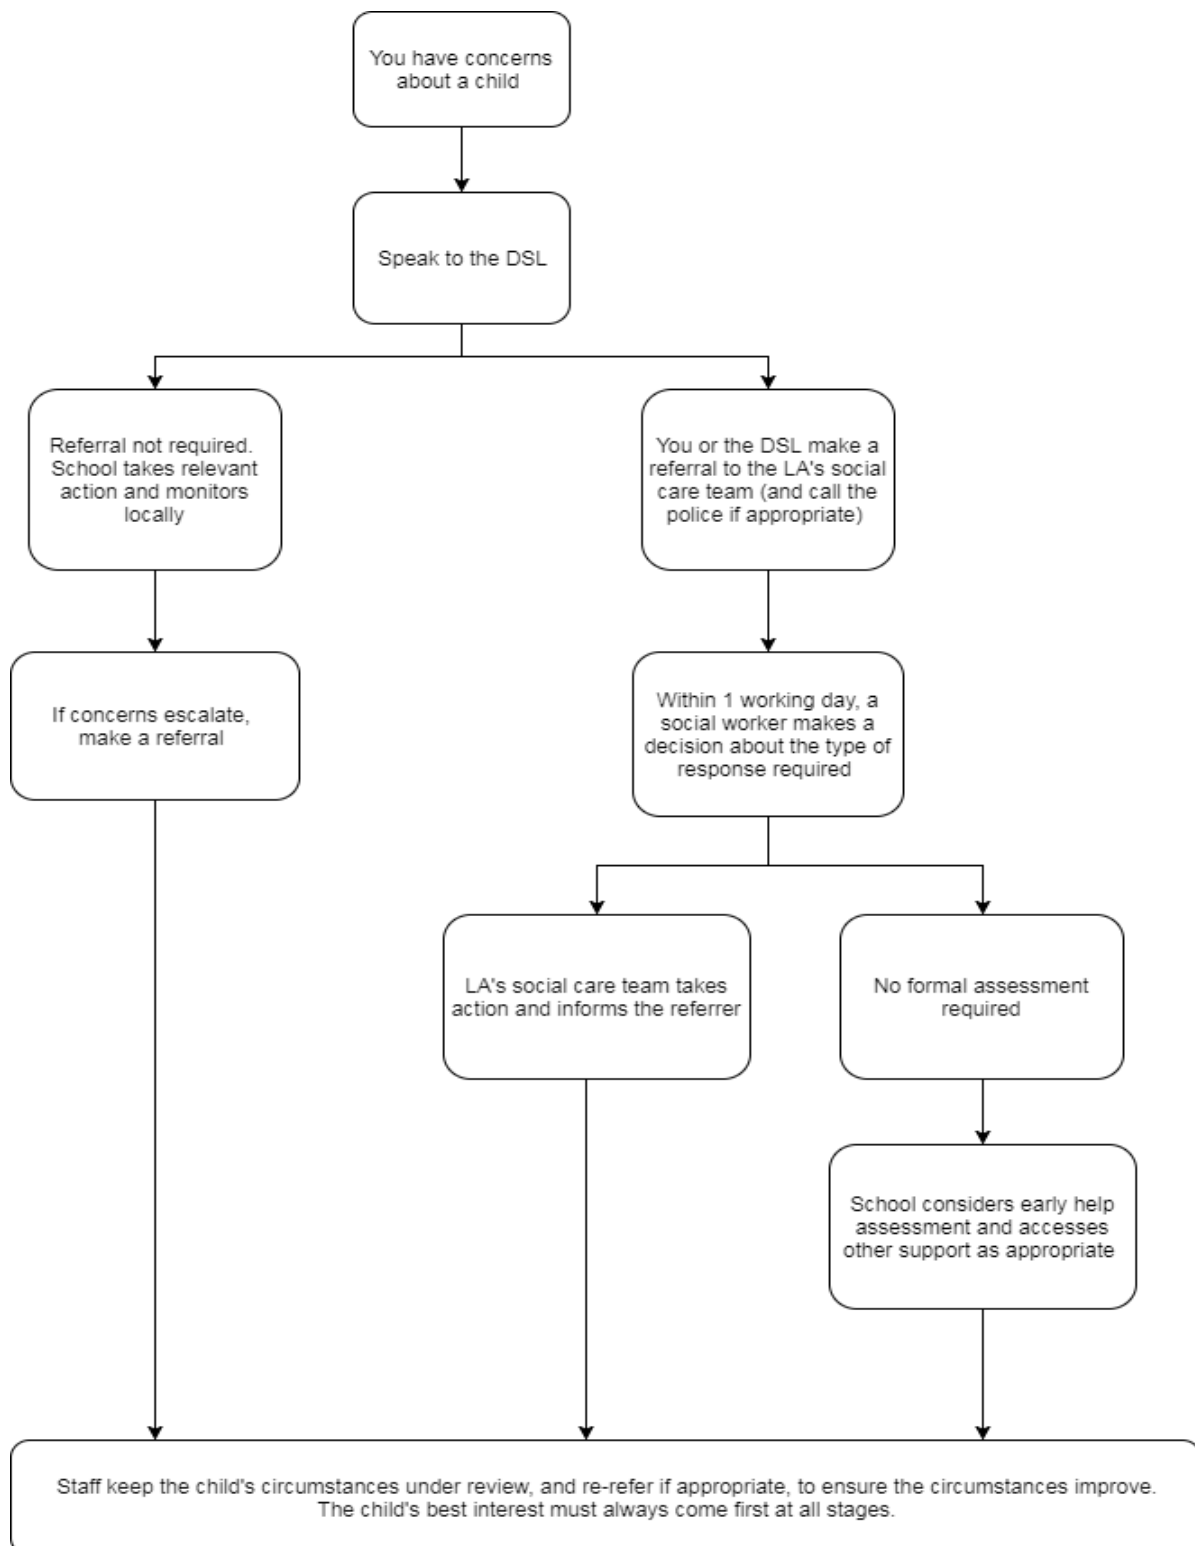 You have concerns
about a child
Speak to the DSL
Referral not required.
School takes relevant
action and monitors
locally
You or the DSL make a
referral to the LA's social
care team (and call the
police if appropriate)
If concerns escalate,
make a referral
Within 1 working day, a
social worker makes a
decision about the type of
response required
LA's social care team takes
action and informs the referrer
No formal assessment
required
School considers early help
assessment and accesses
other support as appropriate
Staff keep the child's circumstances under review, and re-refer if appropriate, to ensure the circumstances improve.
The child's best interest must always come first at all stages.